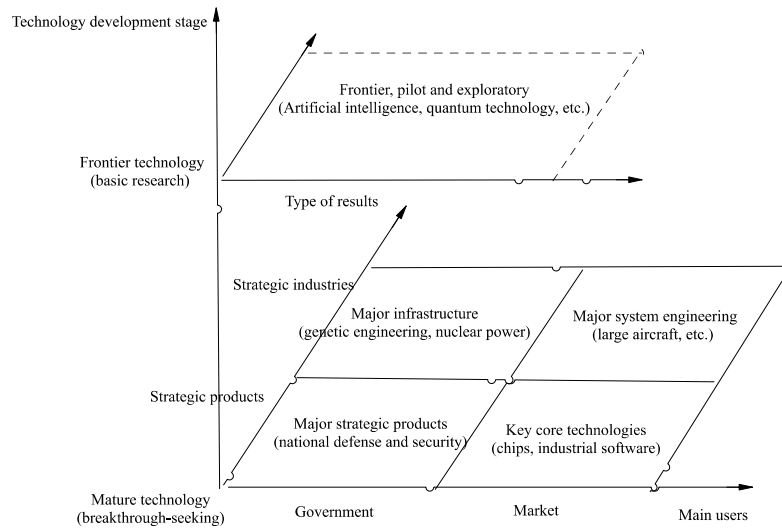 Technology development stage
Frontier, pilot and exploratory
(Artificial intelligence, quantum technology, etc.)
Frontier technology
(basic research)
Type of results
Strategic industries
Major infrastructure
(genetic engineering, nuclear power)
Major system engineering
(large aircraft, etc.)
Strategic products
Major strategic products
(national defense and security)
Key core technologies
(chips, industrial software)
Mature technology
(breakthrough-seeking)
Government
Market
Main users